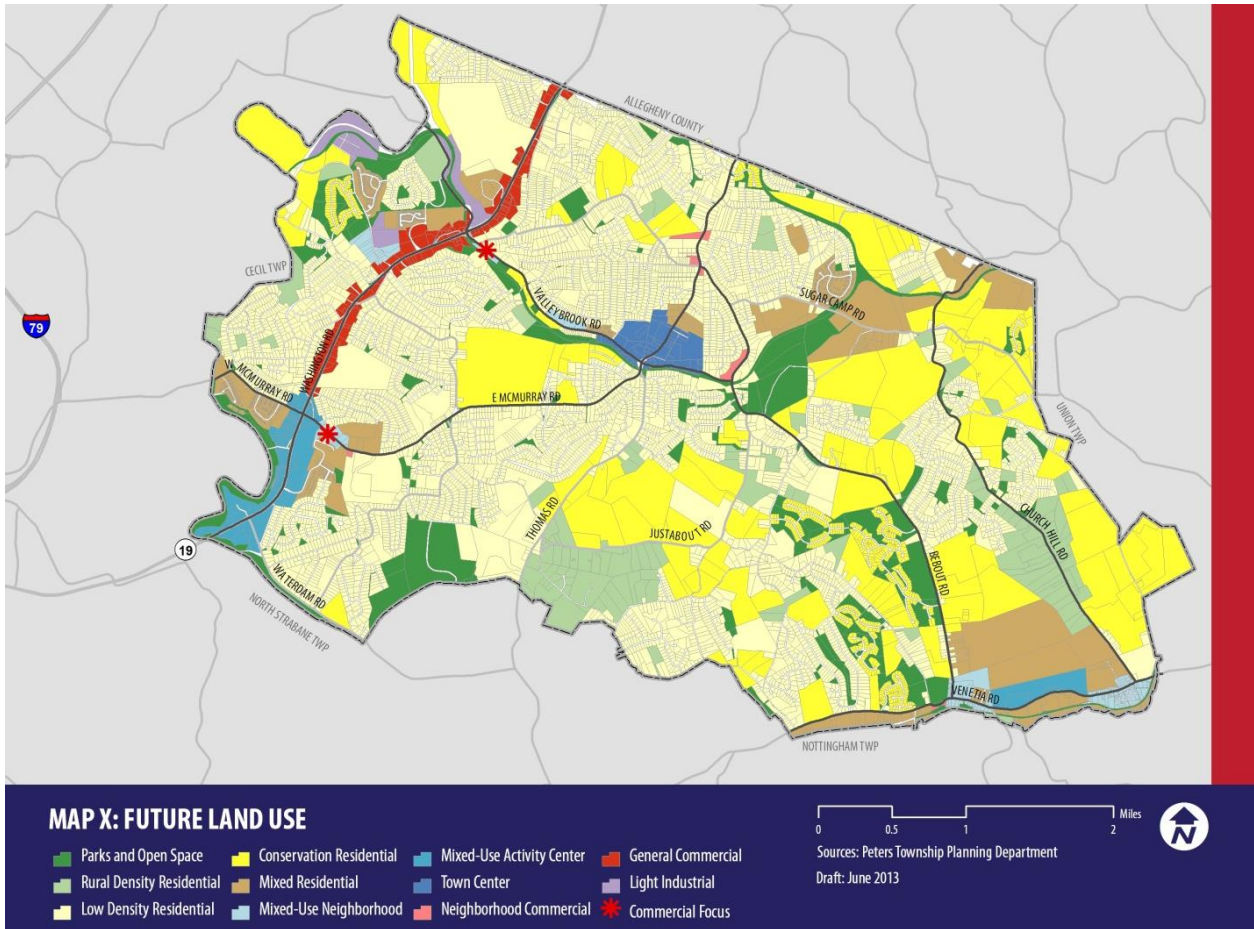 ALLEGHENY COUNTY
CECIL TWP
79
VALLEYBROOK RD
SUGAR CAMP RD
WASHINGTON RD
W. MCMURRAY RD
E MCMURRAY RD
UNION TWP
THOMAS RD
JUSTABOUT RD
CHURCH HILL RD
BEBOUT RD
19
WATERDAM RD
NORTH STRABANE TWP
VENETIA RD
NOTTINGHAM TWP
MAP X: FUTURE LAND USE
Parks and Open Space
Rural Density Residential
Low Density Residential
Conservation Residential
Mixed Residential
Mixed-Use Neighborhood
Mixed-Use Activity Center
Town Center
Neighborhood Commercial
General Commercial
Light Industrial
Commercial Focus
Miles
0 0.5 1 2
Sources: Peters Township Planning Department
Draft: June 2013
N